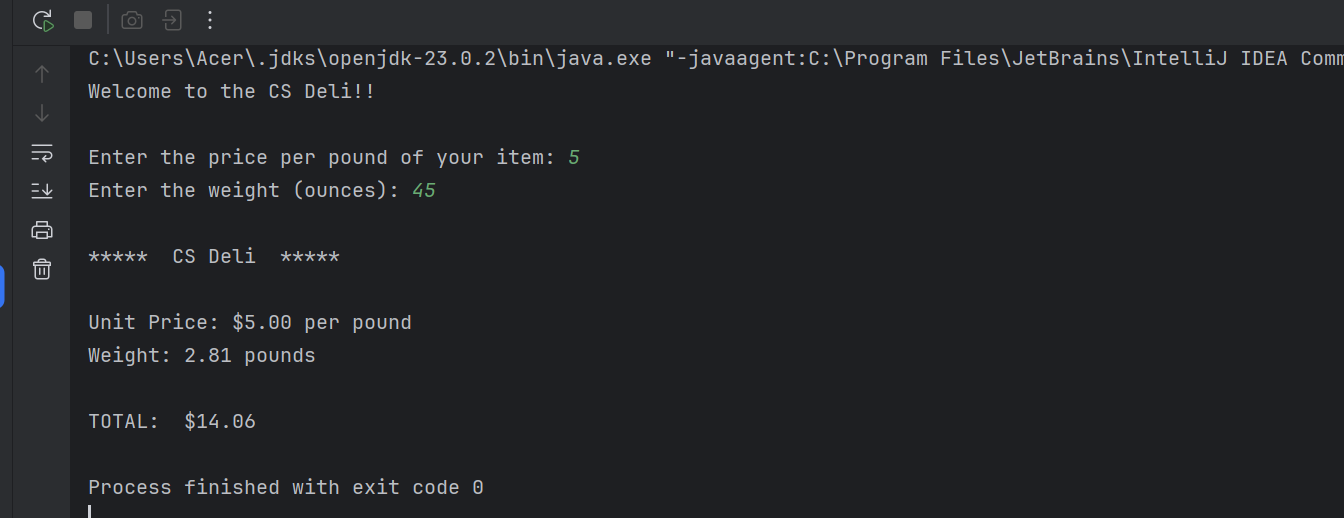 C:\Users\Acer\.jdks\openjdk-23.0.2\bin\java.exe "-javaagent:C:\Program Files\JetBrains\IntelliJ IDEA
Welcome to the CS Deli!!
Enter the price per pound of your item: 5
Enter the weight (ounces): 45
*****  CS Deli  *****
Unit Price: $5.00 per pound
Weight: 2.81 pounds
TOTAL:  $14.06
Process finished with exit code 0